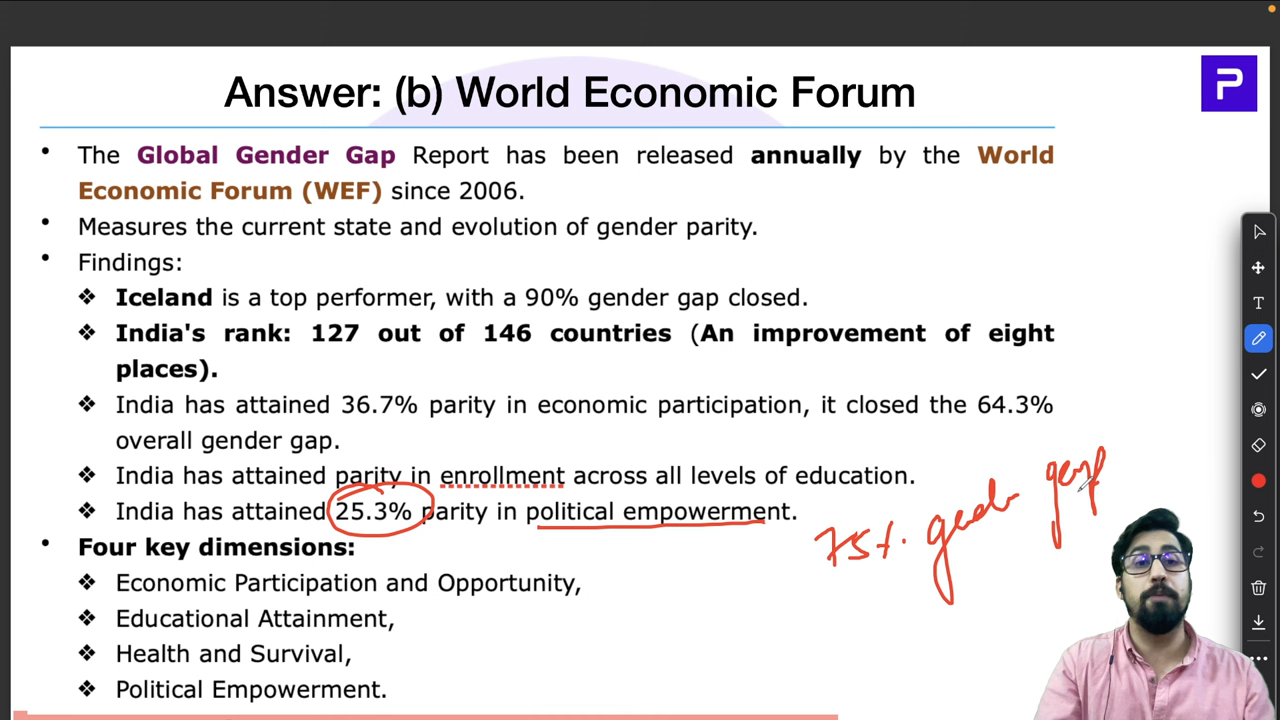 Answer: (b) World Economic Forum
P
• The Global Gender Gap Report has been released annually by the World
Economic Forum (WEF) since 2006.
• Measures the current state and evolution of gender parity.
• Findings:
❖ Iceland is a top performer, with a 90% gender gap closed.
❖ India's rank: 127 out of 146 countries (An improvement of eight
places).
❖ India has attained 36.7% parity in economic participation, it closed the 64.3%
overall gender gap.
❖ India has attained parity in enrollment across all levels of education.
❖ India has attained 25.3% parity in political empowerment.
75%. gender gap
• Four key dimensions:
❖ Economic Participation and Opportunity,
❖ Educational Attainment,
❖ Health and Survival,
❖ Political Empowerment.